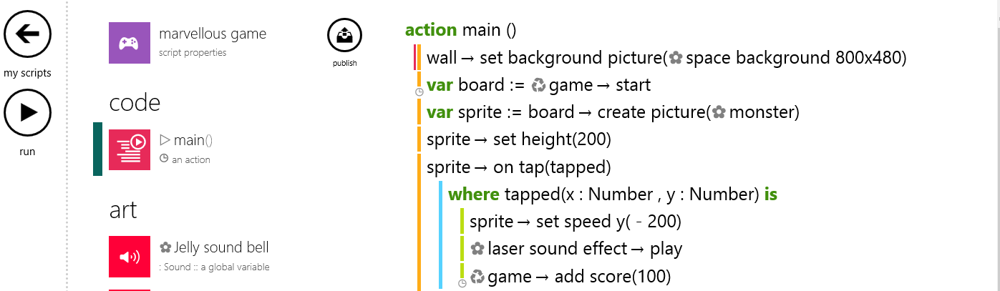 my scripts
run
marvellous game
script properties
code
main()
an action
art
Jelly sound bell
: Sound :: a global variable
publish
action main ()
wall → set background picture(space background 800x480)
var board := game → start
var sprite := board → create picture(monster)
sprite → set height(200)
sprite → on tap(tapped)
where tapped(x : Number , y : Number) is
sprite → set speed y( - 200)
laser sound effect → play
game → add score(100)